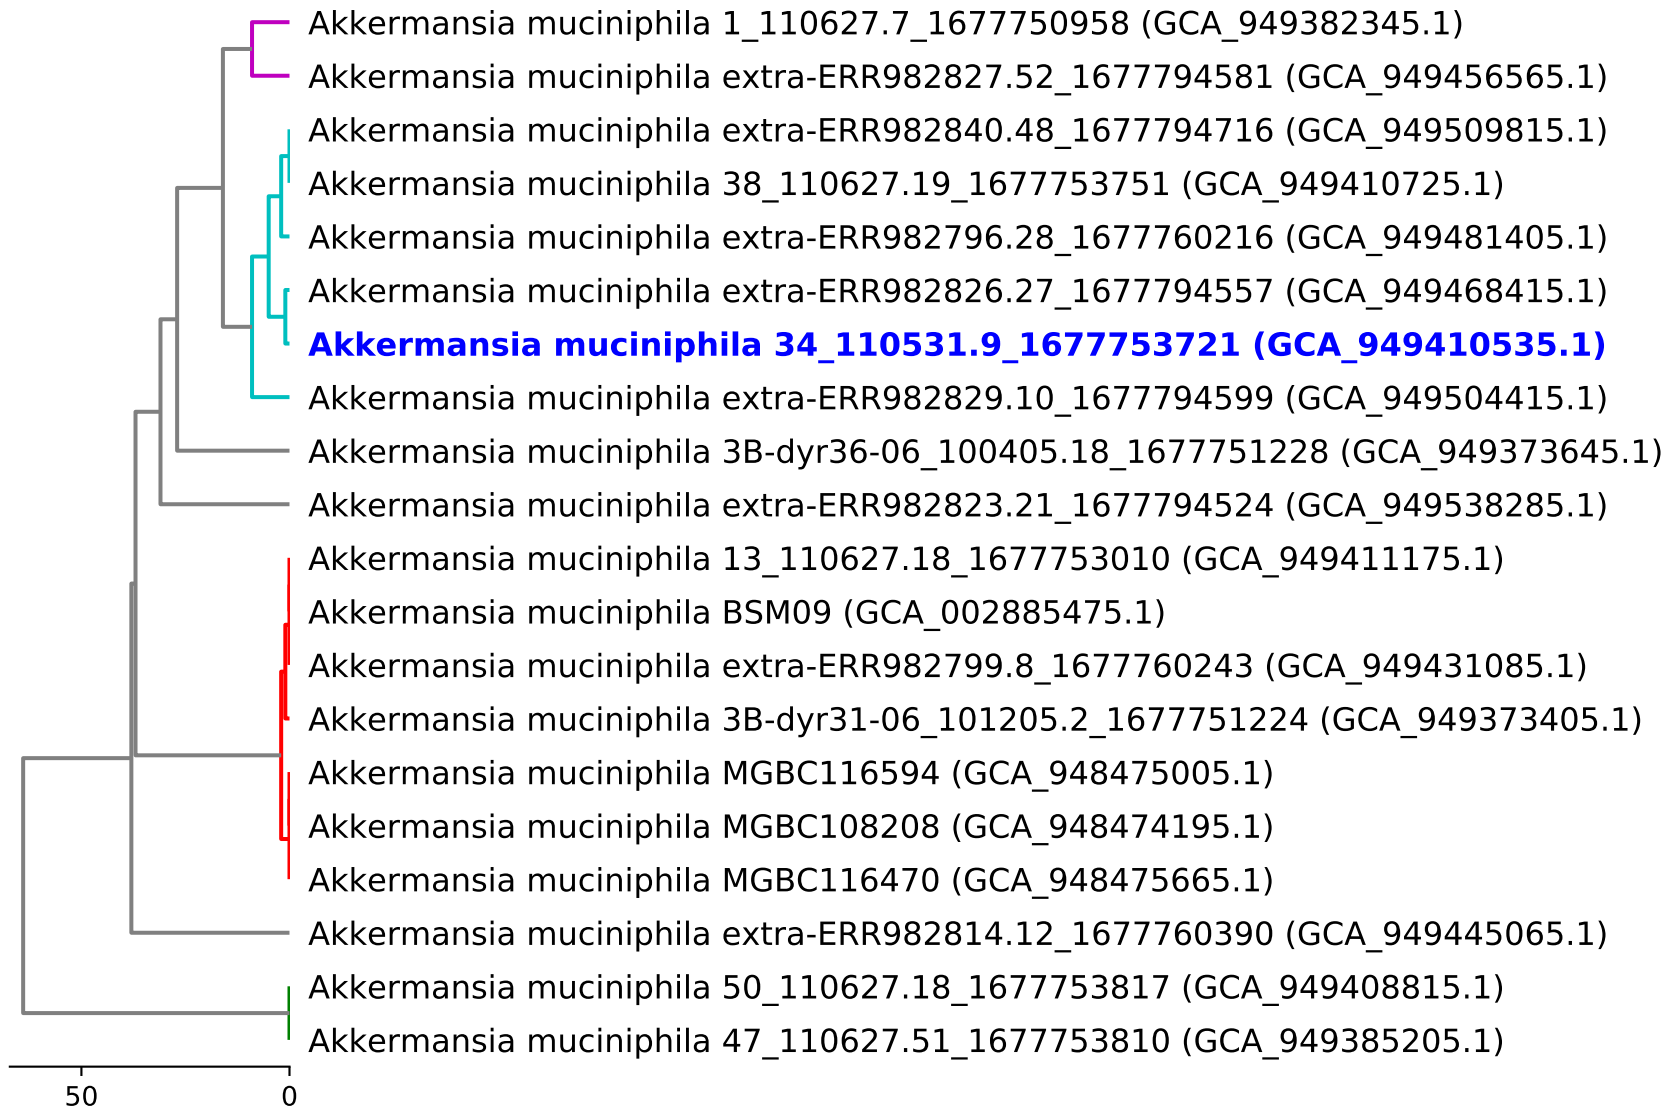 Akkermansia muciniphila 1_110627.7_1677750958 (GCA_949382345.1)
Akkermansia muciniphila extra-ERR982827.52_1677794581 (GCA_949456565.1)
Akkermansia muciniphila extra-ERR982840.48_1677794716 (GCA_949509815.1)
Akkermansia muciniphila 38_110627.19_1677753751 (GCA_949410725.1)
Akkermansia muciniphila extra-ERR982796.28_1677760216 (GCA_949481405.1)
Akkermansia muciniphila extra-ERR982826.27_1677794557 (GCA_949468415.1)
Akkermansia muciniphila 34_110531.9_1677753721 (GCA_949410535.1)
Akkermansia muciniphila extra-ERR982829.10_1677794599 (GCA_949504415.1)
Akkermansia muciniphila 3B-dyr36-06_100405.18_1677751228 (GCA_949373645.1)
Akkermansia muciniphila extra-ERR982823.21_1677794524 (GCA_949538285.1)
Akkermansia muciniphila 13_110627.18_1677753010 (GCA_949411175.1)
Akkermansia muciniphila BSM09 (GCA_002885475.1)
Akkermansia muciniphila extra-ERR982799.8_1677760243 (GCA_949431085.1)
Akkermansia muciniphila 3B-dyr31-06_101205.2_1677751224 (GCA_949373405.1)
Akkermansia muciniphila MGBC116594 (GCA_948475005.1)
Akkermansia muciniphila MGBC108208 (GCA_948474195.1)
Akkermansia muciniphila MGBC116470 (GCA_948475665.1)
Akkermansia muciniphila extra-ERR982814.12_1677760390 (GCA_949445065.1)
Akkermansia muciniphila 50_110627.18_1677753817 (GCA_949408815.1)
Akkermansia muciniphila 47_110627.51_1677753810 (GCA_949385205.1)
50 0